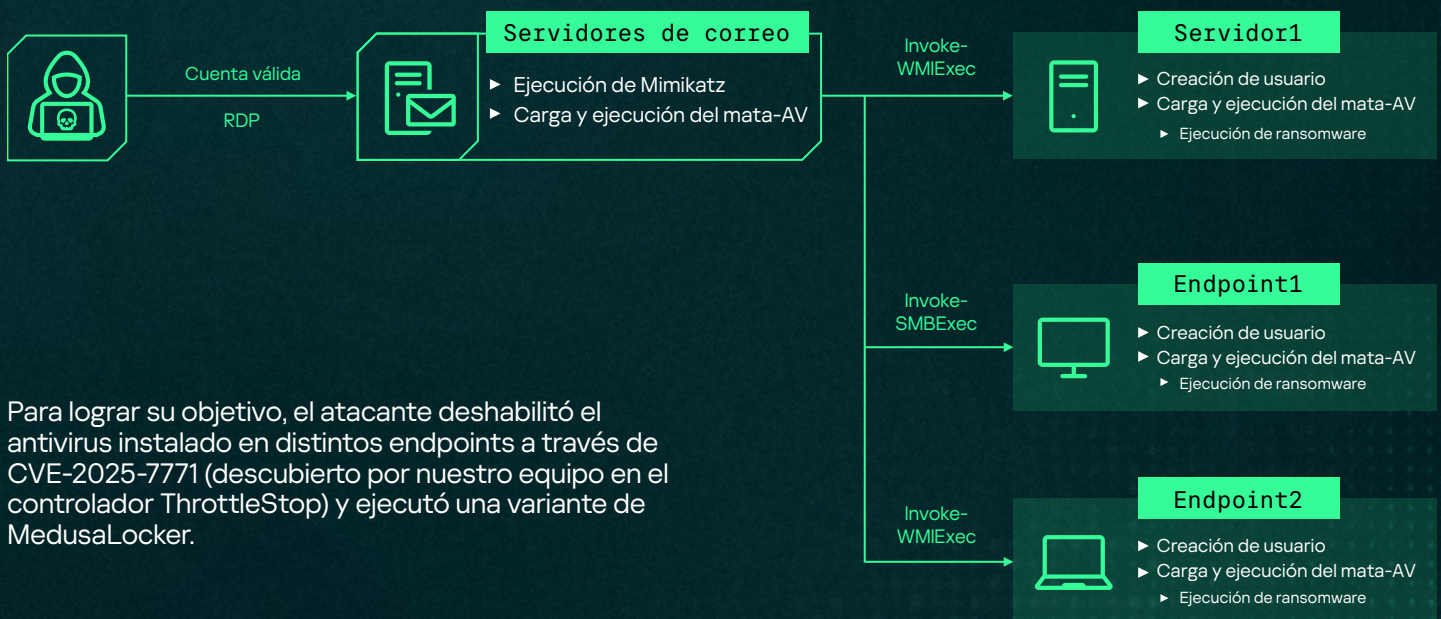 Cuenta válida
RDP
Servidores de correo
▸ Ejecución de Mimikatz
▸ Carga y ejecución del mata-AV
Invoke-
WMIExec
Servidor1
▸ Creación de usuario
▸ Carga y ejecución del mata-AV
▸ Ejecución de ransomware
Invoke-
SMBExec
Endpoint1
▸ Creación de usuario
▸ Carga y ejecución del mata-AV
▸ Ejecución de ransomware
Invoke-
WMIExec
Endpoint2
▸ Creación de usuario
▸ Carga y ejecución del mata-AV
▸ Ejecución de ransomware
Para lograr su objetivo, el atacante deshabilitó el
antivirus instalado en distintos endpoints a través de
CVE-2025-7771 (descubierto por nuestro equipo en el
controlador ThrottleStop) y ejecutó una variante de
MedusaLocker.